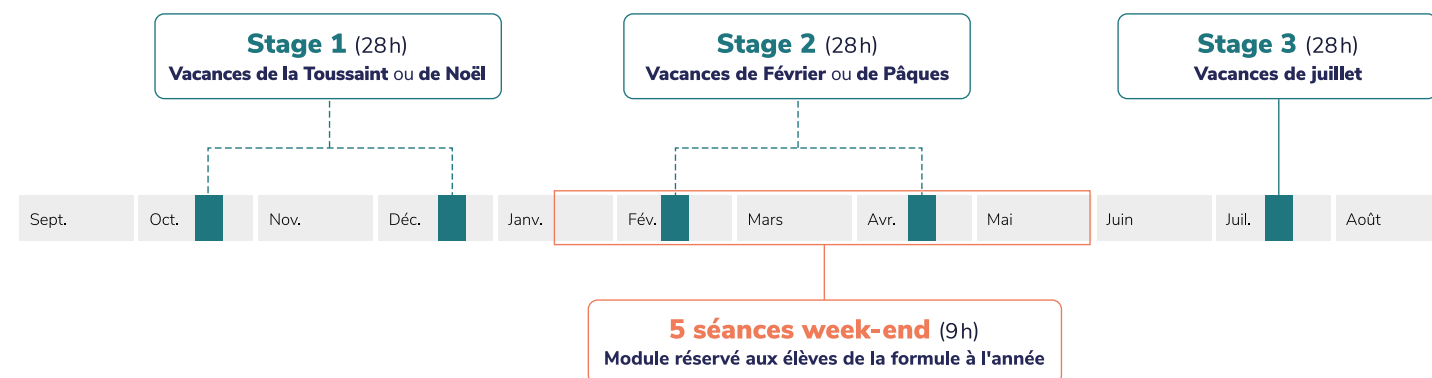 Stage 1 (28h)
Vacances de la Toussaint ou de Noël
Stage 2 (28h)
Vacances de Février ou de Pâques
Stage 3 (28h)
Vacances de juillet
Sept.
Oct.
Nov.
Déc.
Janv.
Fév.
Mars
Avr.
Mai
Juin
Juil.
Août
5 séances week-end (9h)
Module réservé aux élèves de la formule à l'année